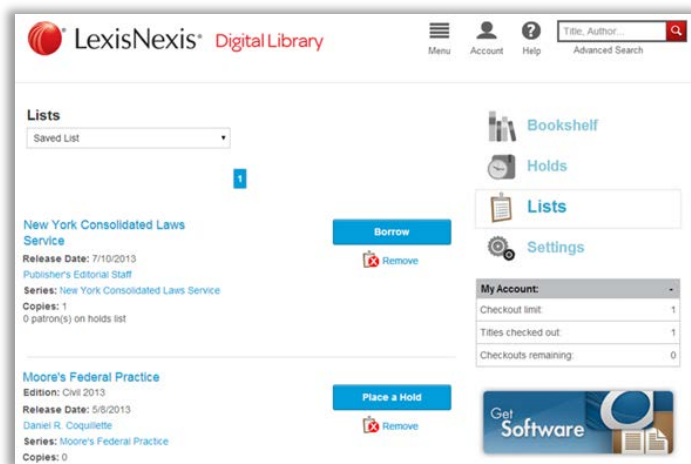 LexisNexis® Digital Library
Menu
Account
Help
Title, Author...
Advanced Search
Lists
Saved List
1
New York Consolidated Laws
Service
Release Date: 7/10/2013
Publisher's Editorial Staff
Series: New York Consolidated Laws Service
Copies: 1
0 patron(s) on holds list
Borrow
Remove
Moore's Federal Practice
Edition: Civil 2013
Release Date: 5/8/2013
Daniel R. Coquillette
Series: Moore's Federal Practice
Copies: 0
Place a Hold
Remove
Bookshelf
Holds
Lists
Settings
My Account: -
Checkout limit: 1
Titles checked out: 1
Checkouts remaining: 0
Get
Software